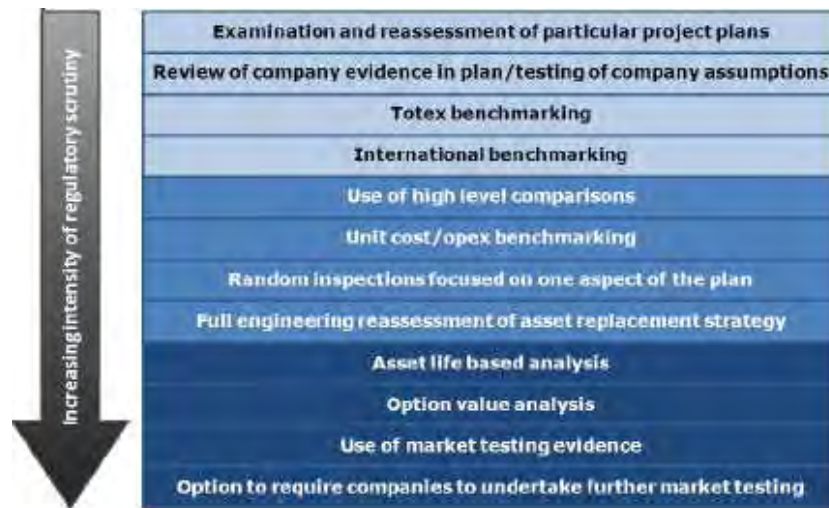 Increasing intensity of regulatory scrutiny
Examination and reassessment of particular project plans
Review of company evidence in plan/testing of company assumptions
Totex benchmarking
International benchmarking
Use of high level comparisons
Unit cost/opex benchmarking
Random inspections focused on one aspect of the plan
Full engineering reassessment of asset replacement strategy
Asset life based analysis
Option value analysis
Use of market testing evidence
Option to require companies to undertake further market testing